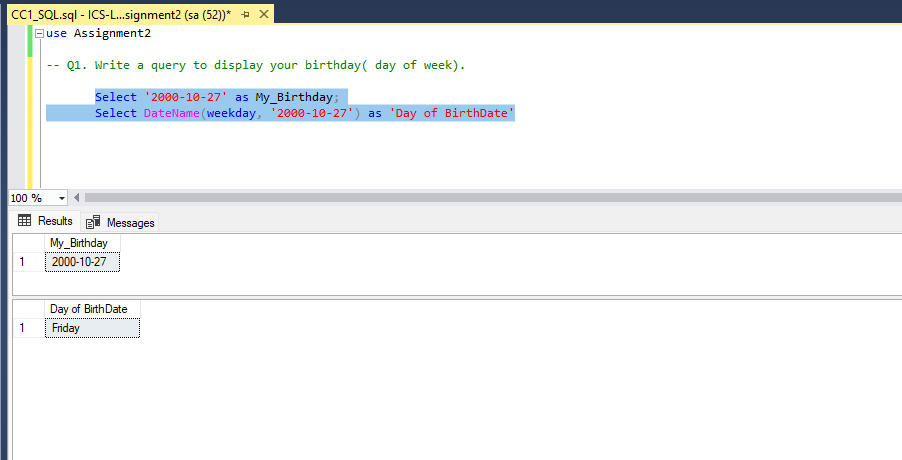 CC1_SQL.sql - ICS-L...signment2 (sa (52))*
use Assignment2
-- Q1. Write a query to display your birthday( day of week).
Select '2000-10-27' as My_Birthday;
Select DateName(weekday, '2000-10-27') as 'Day of BirthDate'
100 %
Results Messages
My_Birthday
1 2000-10-27
Day of BirthDate
1 Friday